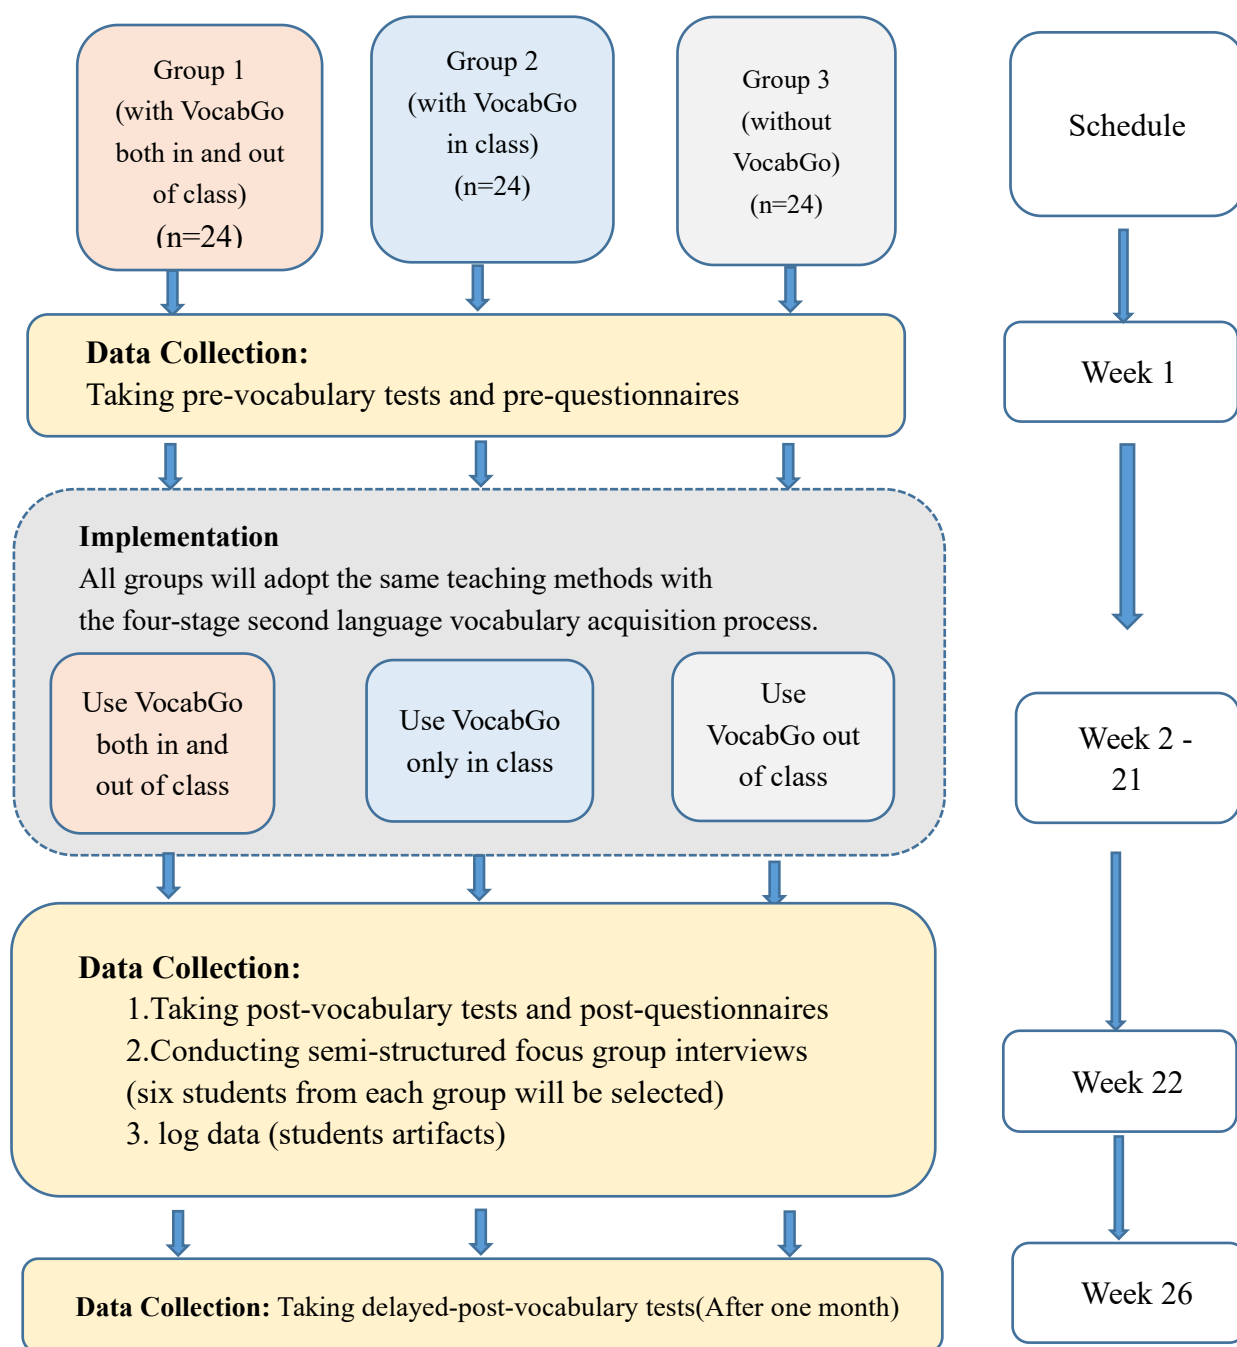 Group 1
(with VocabGo
both in and out
of class)
(n=24)
Group 2
(with VocabGo
in class)
(n=24)
Group 3
(without
VocabGo)
(n=24)
Schedule
Data Collection:
Taking pre-vocabulary tests and pre-questionnaires
Week 1
Implementation
All groups will adopt the same teaching methods with
the four-stage second language vocabulary acquisition process.
Use VocabGo
both in and
out of class
Use VocabGo
only in class
Use
VocabGo out
of class
Week 2 -
21
Data Collection:
1.Taking post-vocabulary tests and post-questionnaires
2.Conducting semi-structured focus group interviews
(six students from each group will be selected)
3. log data (students artifacts)
Week 22
Data Collection: Taking delayed-post-vocabulary tests(After one month)
Week 26